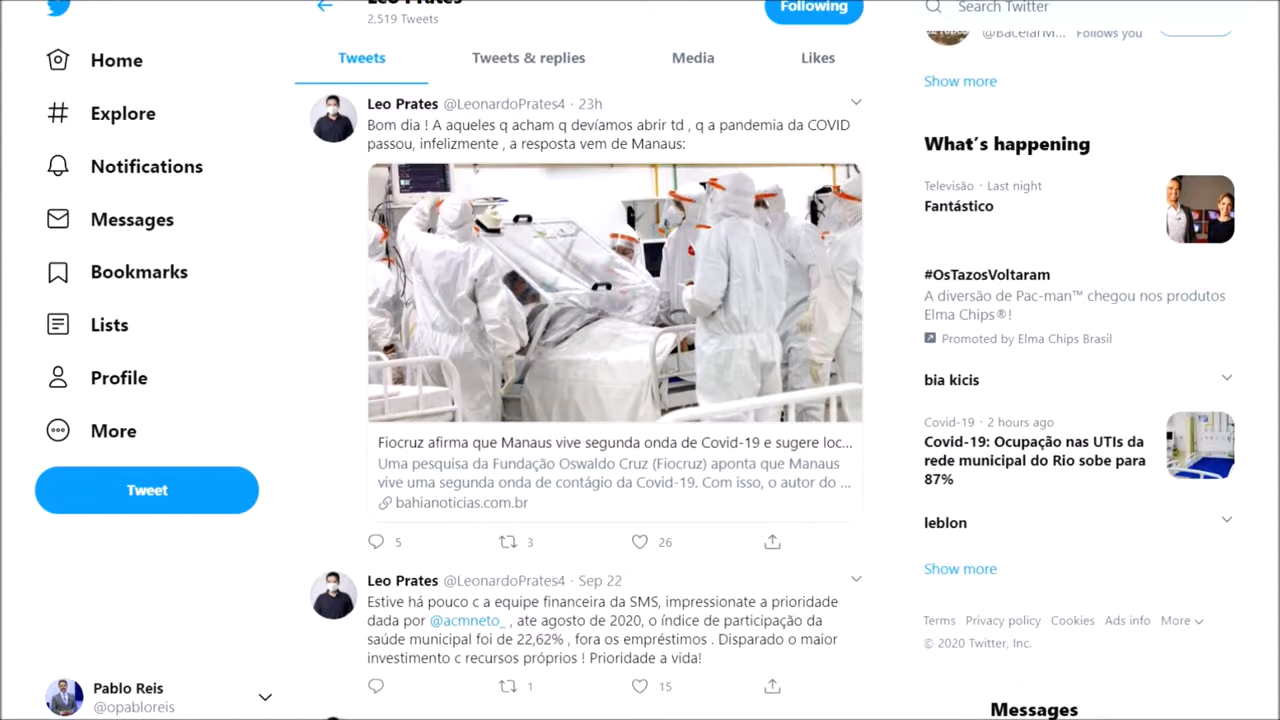 Home
Explore
Notifications
Messages
Bookmarks
Lists
Profile
More
Tweet
Pablo Reis
@opabloreis
Leo Prates
2,519 Tweets
Following
Tweets
Tweets & replies
Media
Likes
Leo Prates @LeonardoPrates4 · 23h
Bom dia ! A aqueles q acham q devíamos abrir td , q a pandemia da COVID
passou, infelizmente , a resposta vem de Manaus:
Fiocruz afirma que Manaus vive segunda onda de Covid-19 e sugere loc...
Uma pesquisa da Fundação Oswaldo Cruz (Fiocruz) aponta que Manaus
vive uma segunda onda de contágio da Covid-19. Com isso, o autor do ...
bahianoticias.com.br
5
3
26
Leo Prates @LeonardoPrates4 · Sep 22
Estive há pouco c a equipe financeira da SMS, impressionate a prioridade
dada por @acmneto_ , ate agosto de 2020, o índice de participação da
saúde municipal foi de 22,62% , fora os empréstimos . Disparado o maior
investimento c recursos próprios ! Prioridade a vida!
1
15
Search Twitter
@BacelarM... Follows you
Show more
What's happening
Televisão · Last night
Fantástico
#OsTazosVoltaram
A diversão de Pac-man™ chegou nos produtos
Elma Chips®!
Promoted by Elma Chips Brasil
bia kicis
Covid-19 · 2 hours ago
Covid-19: Ocupação nas UTIs da
rede municipal do Rio sobe para
87%
leblon
Show more
Terms Privacy policy Cookies Ads info More
© 2020 Twitter, Inc.
Messages